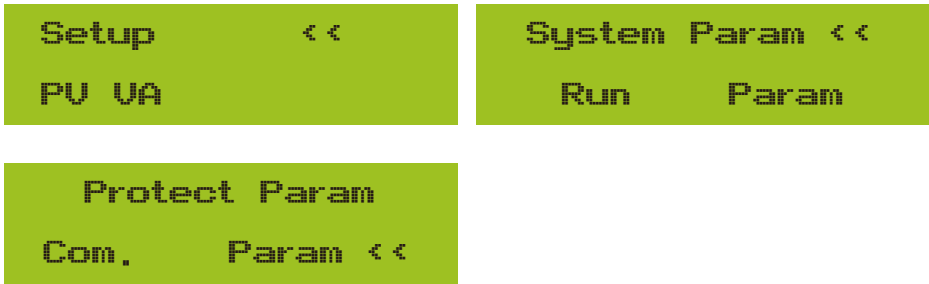 Setup <<
PV VA
System Param <<
Run Param
Protect Param
Com. Param <<